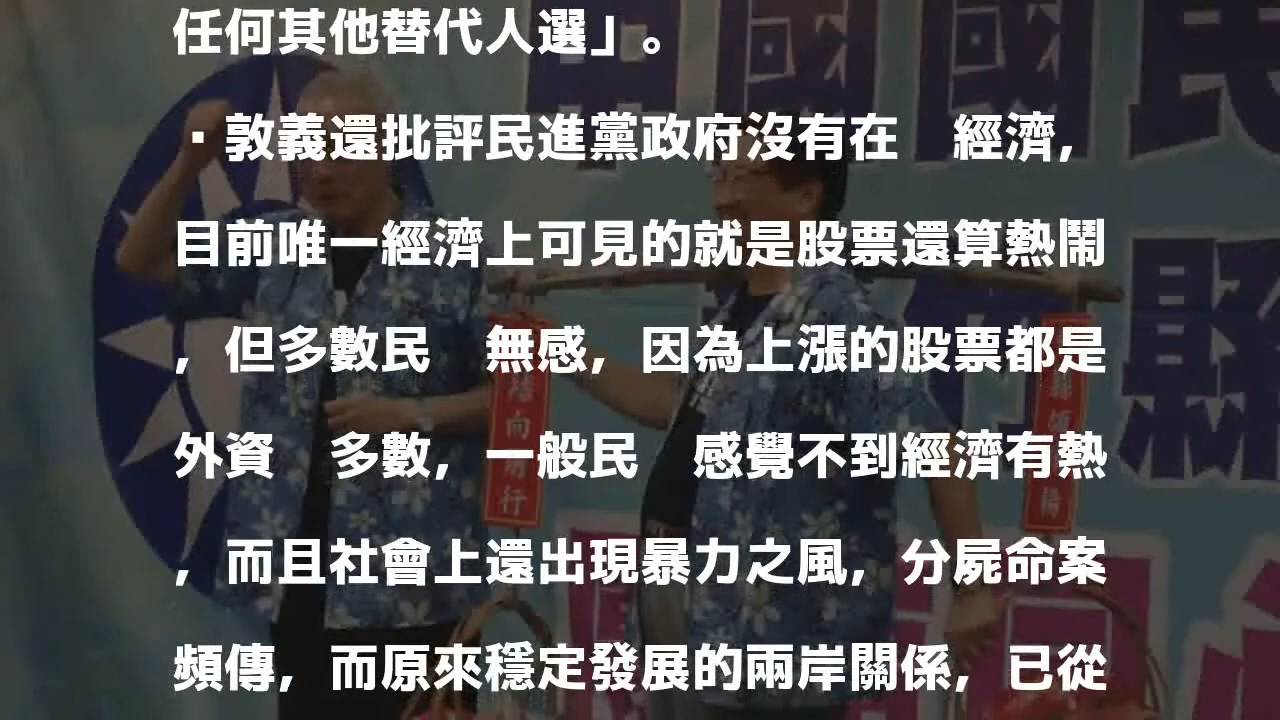 任何其他替代人選」。
·敦義還批評民進黨政府沒有在　經濟,
目前唯一經濟上可見的就是股票還算熱鬧
, 但多數民　無感, 因為上漲的股票都是
外資　多數, 一般民　感覺不到經濟有熱
, 而且社會上還出現暴力之風, 分屍命案
頻傳, 而原來穩定發展的兩岸關係, 已從
中國國民
縣